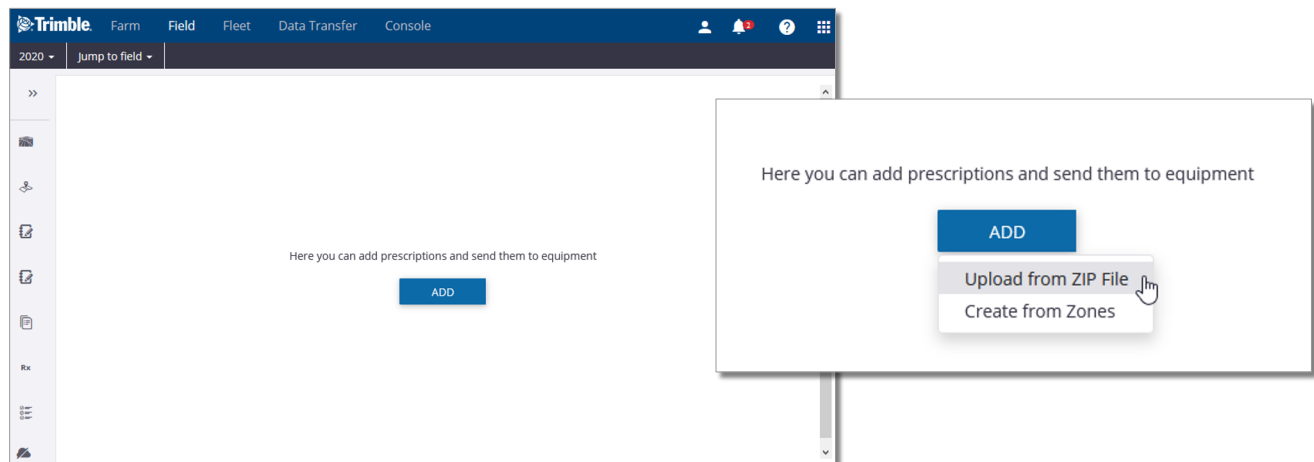 Trimble. Farm Field Fleet Data Transfer Console 2 ?
2020 Jump to field
Here you can add prescriptions and send them to equipment
ADD
Rx
Here you can add prescriptions and send them to equipment
ADD
Upload from ZIP File
Create from Zones